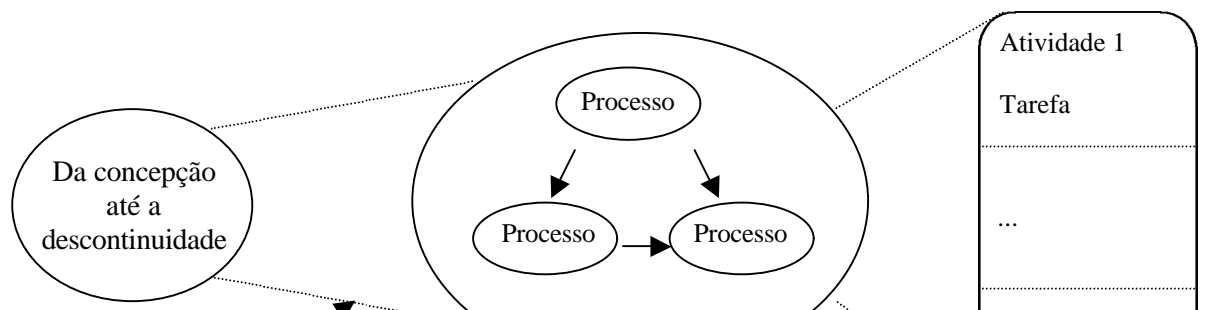 Da concepção
até a
descontinuidade
Processo
Processo
Processo
Atividade 1
Tarefa
...